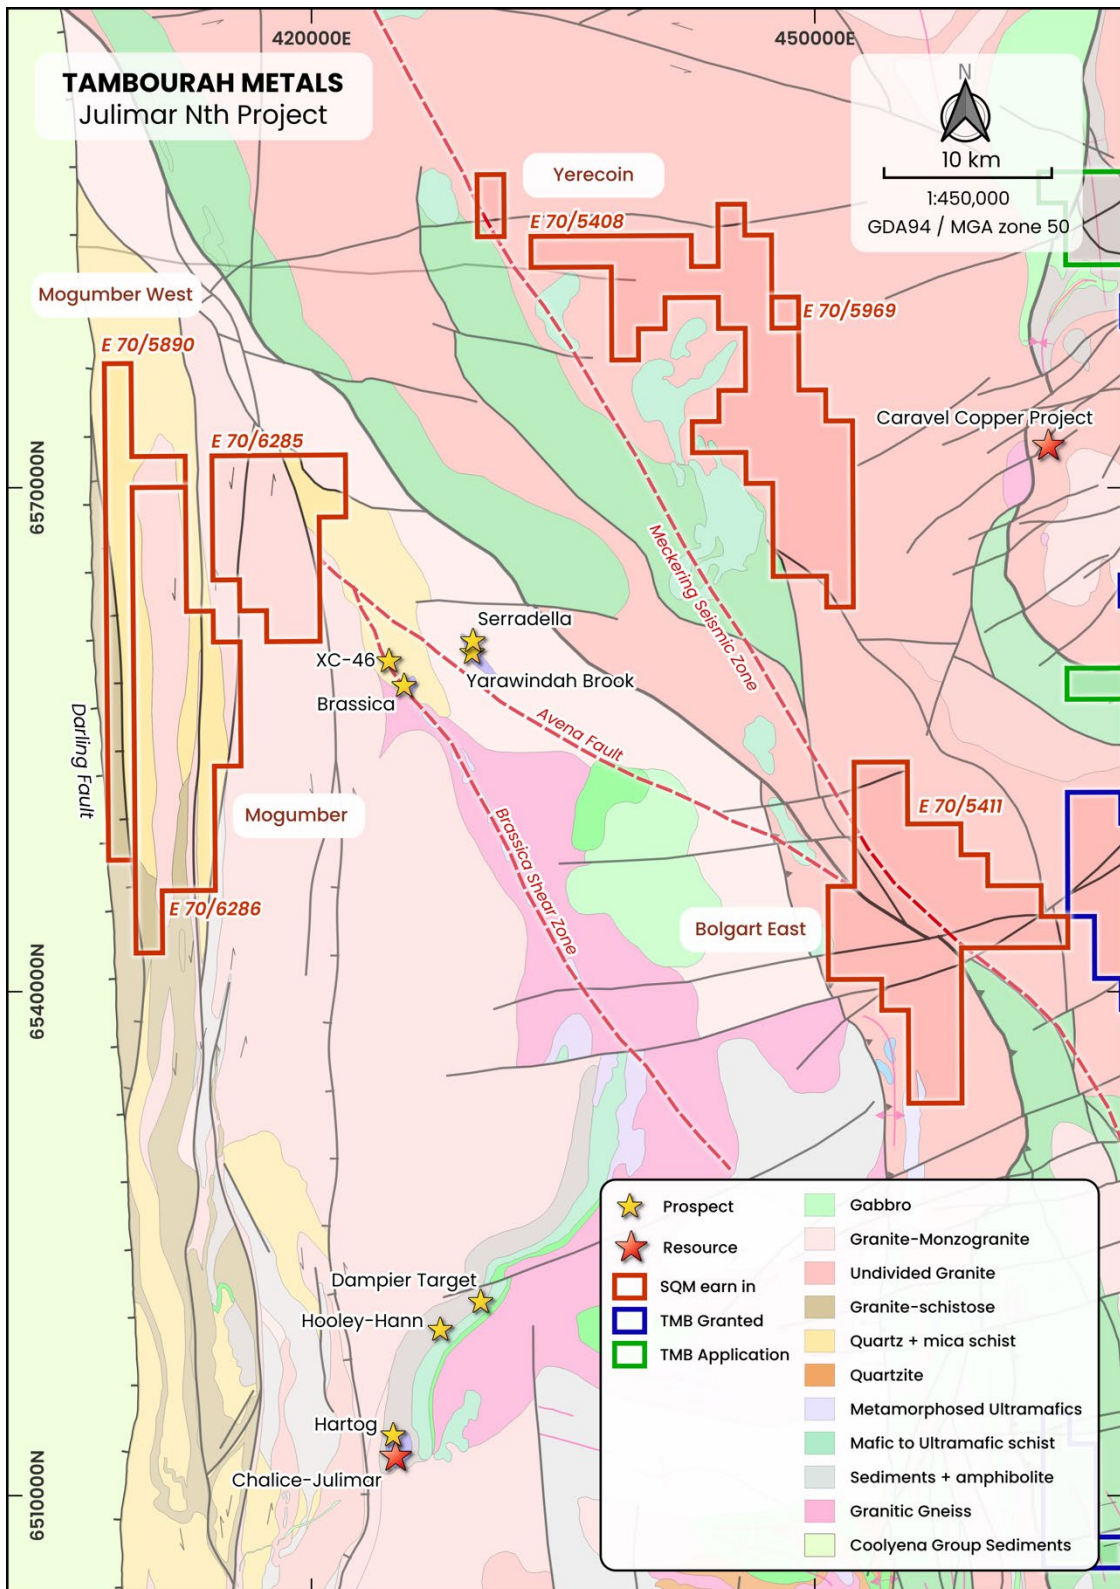 420000E
450000E
TAMBOURAH METALS
Julimar Nth Project
N
10 km
1:450,000
GDA94 / MGA zone 50
Yerecoin
E 70/5408
Mogumber West
E 70/5969
E 70/5890
Caravel Copper Project
E 70/6285
6570000N
Meckering Seismic Zone
Serradella
XC-46
Yarawindah Brook
Brassica
Darling Fault
Avena Fault
Mogumber
E 70/5411
Brassica Shear Zone
E 70/6286
Bolgart East
6540000N
Dampier Target
Hooley-Hann
Hartog
Chalice-Julimar
6510000N
Prospect
Resource
SQM earn in
TMB Granted
TMB Application
Gabbro
Granite-Monzogranite
Undivided Granite
Granite-schistose
Quartz + mica schist
Quartzite
Metamorphosed Ultramafics
Mafic to Ultramafic schist
Sediments + amphibolite
Granitic Gneiss
Coolyena Group Sediments